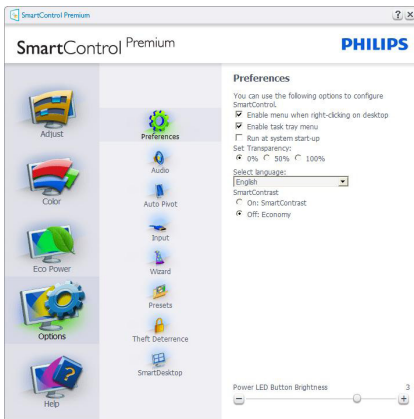 SmartControl Premium
SmartControl Premium
PHILIPS
Adjust
Color
Eco Power
Options
Help
Preferences
Audio
Auto Pivot
Input
Wizard
Presets
Theft Deterrence
SmartDesktop
Preferences
You can use the following options to configure
SmartControl.
Enable menu when right-clicking on desktop
Enable task tray menu
Run at system start-up
Set Transparency:
0% 50% 100%
Select language:
English
SmartContrast
On: SmartContrast
Off: Economy
Power LED Button Brightness 3